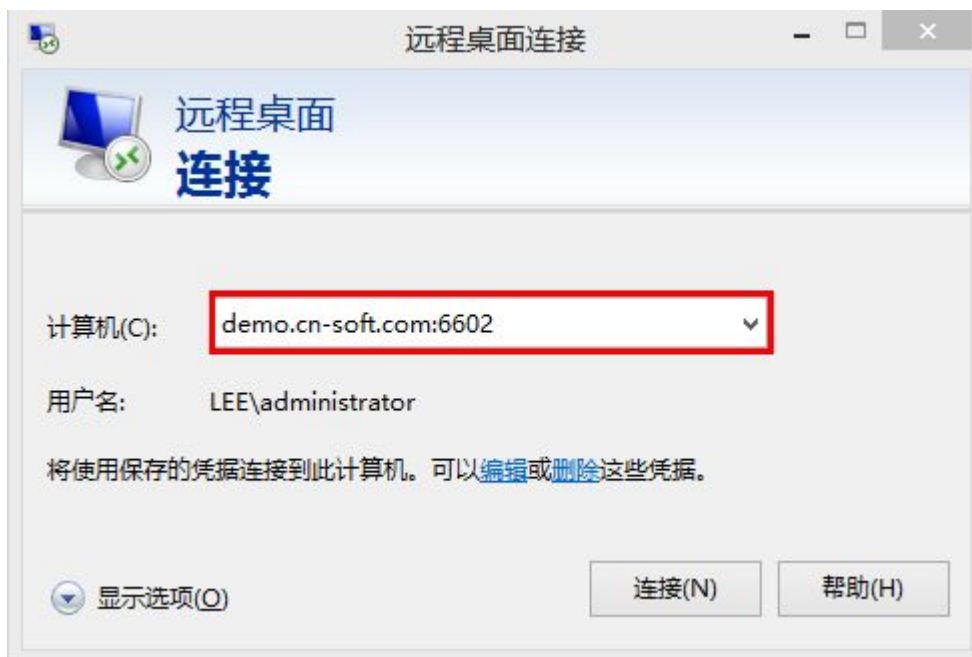 远程桌面连接
远程桌面
连接
计算机(C): demo.cn-soft.com:6602
用户名: LEE\administrator
将使用保存的凭据连接到此计算机。可以编辑或删除这些凭据。
显示选项(O) 连接(N) 帮助(H)